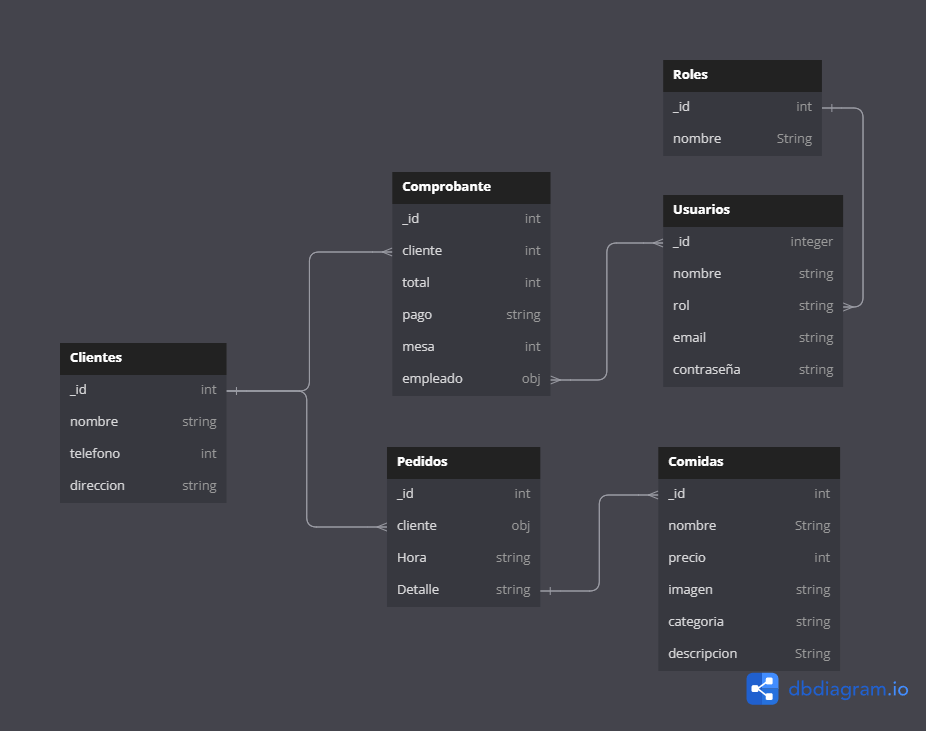 Roles
_id int
nombre String
Comprobante
_id int
cliente int
total int
pago string
mesa int
empleado obj
Usuarios
_id integer
nombre string
rol string
email string
contraseña string
Clientes
_id int
nombre string
telefono int
direccion string
Pedidos
_id int
cliente obj
Hora string
Detalle string
Comidas
_id int
nombre String
precio int
imagen string
categoria string
descripcion String
dbdiagram.io